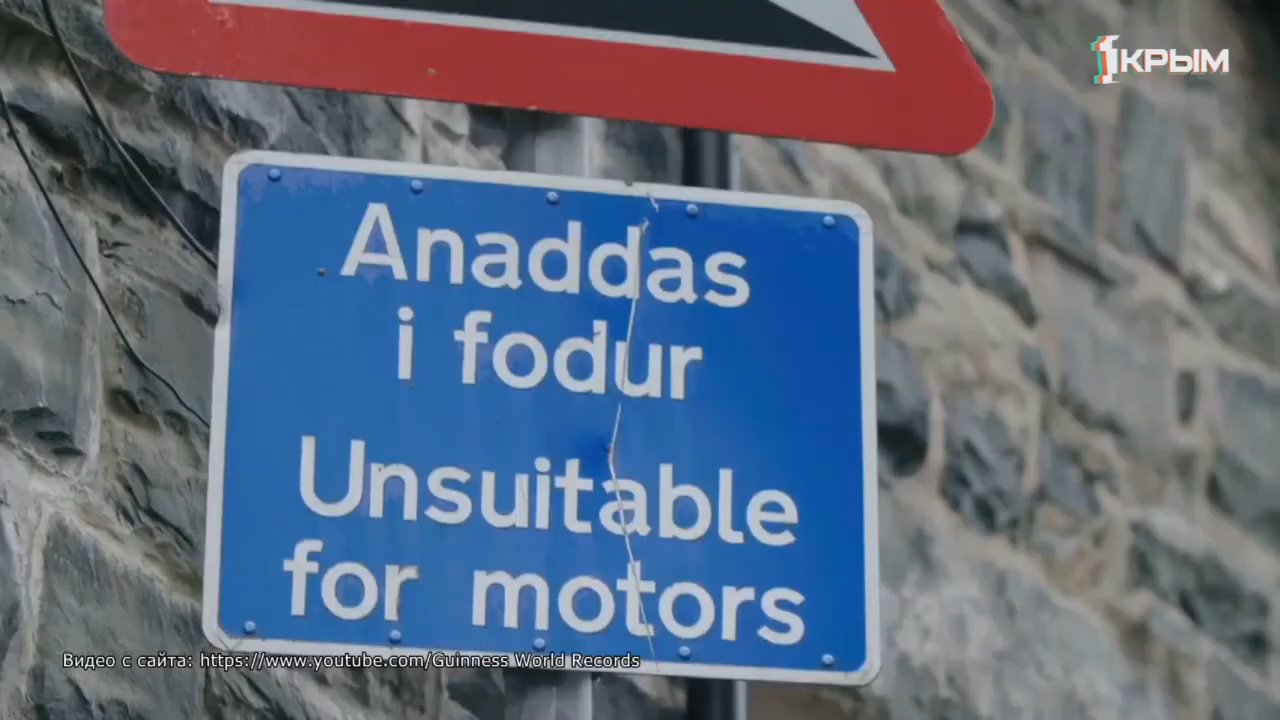 1КРЫМ
Anaddas
i fodur
Unsuitable
for motors
Видео с сайта: https://www.youtube.com/Guinness World Records